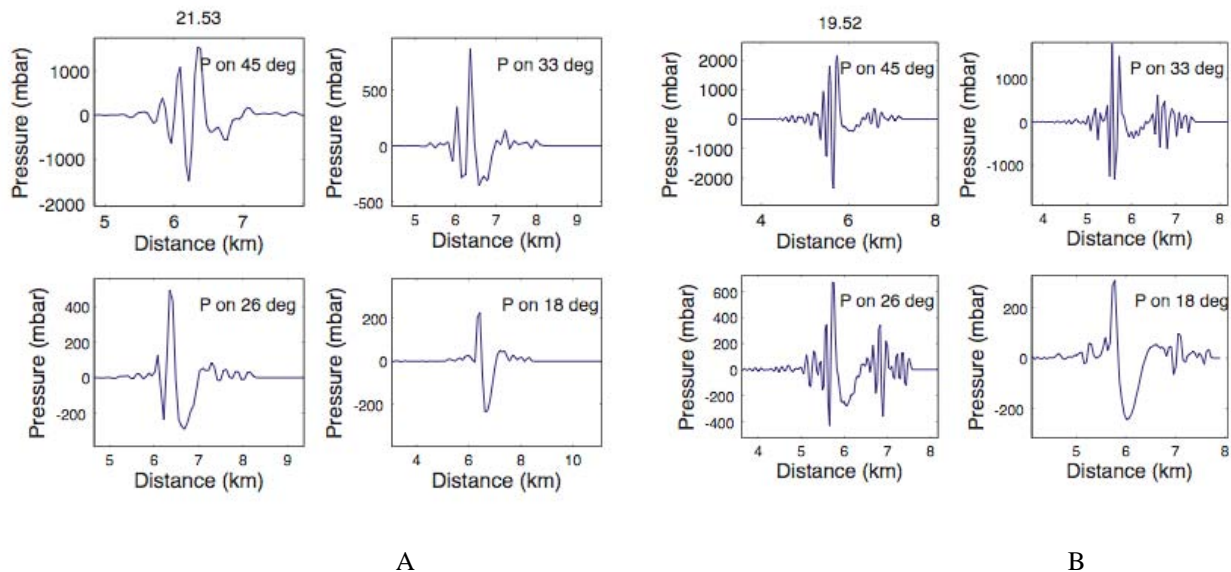 21.53
19.52
Pressure (mbar)
1000
0
-1000
-2000
P on 45 deg
5 6 7
Distance (km)
Pressure (mbar)
500
0
-500
P on 33 deg
5 6 7 8 9
Distance (km)
Pressure (mbar)
2000
1000
0
-1000
-2000
P on 45 deg
4 6 8
Distance (km)
Pressure (mbar)
1000
0
-1000
P on 33 deg
4 5 6 7 8
Distance (km)
Pressure (mbar)
400
200
0
-200
P on 26 deg
5 6 7 8 9
Distance (km)
Pressure (mbar)
200
0
-200
P on 18 deg
4 6 8 10
Distance (km)
Pressure (mbar)
600
400
200
0
-200
-400
P on 26 deg
4 5 6 7 8
Distance (km)
Pressure (mbar)
200
0
-200
P on 18 deg
5 6 7 8
Distance (km)
A
B